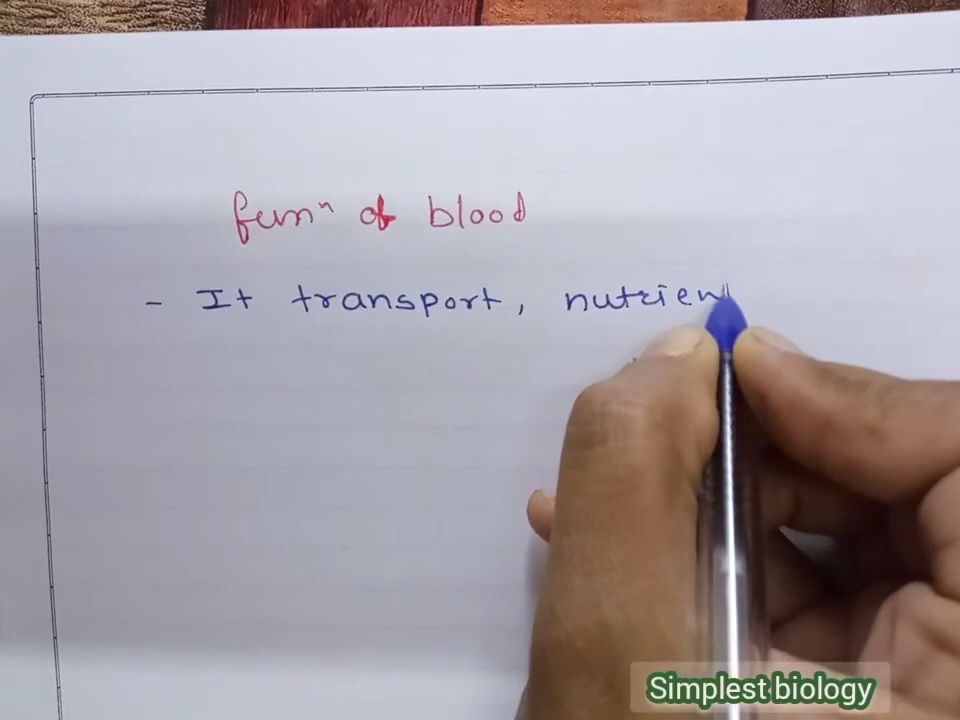 funⁿ of blood
- It transport, nutrien
Simplest biology